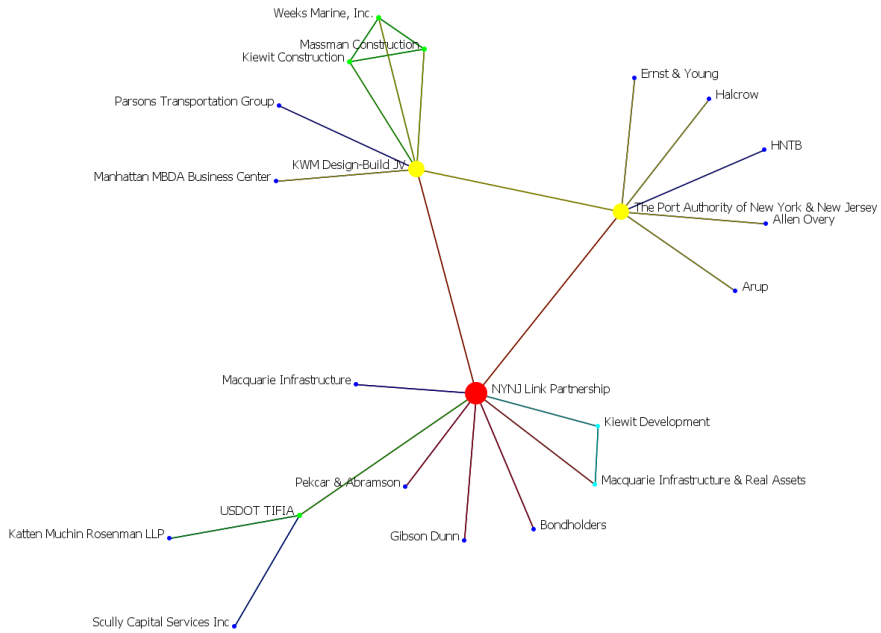 Weeks Marine, Inc.
Massman Construction
Kiewit Construction
Ernst & Young
Halcrow
Parsons Transportation Group
HNTB
KWM Design-Build JV
Manhattan MBDA Business Center
The Port Authority of New York & New Jersey
Allen Overy
Arup
Macquarie Infrastructure
NYNJ Link Partnership
Kiewit Development
Pekcar & Abramson
Macquarie Infrastructure & Real Assets
USDOT TIFIA
Bondholders
Katten Muchin Rosenman LLP
Gibson Dunn
Scully Capital Services Inc